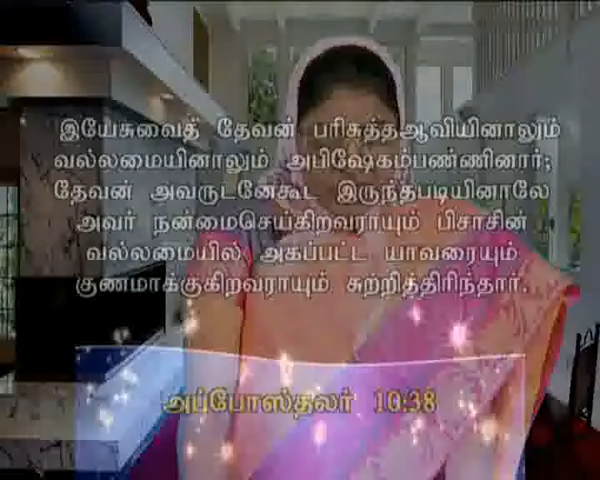 இயேசுவைத் தேவன் பரிசுத்தஆவியினாலும்
வல்லமையினாலும் அபிஷேகம்பண்ணினார்;
தேவன் அவருடனேகூட இருந்தபடியினாலே
அவர் நன்மைசெய்கிறவராயும் பிசாசின்
வல்லமையில் அகப்பட்ட யாவரையும்
குணமாக்குகிறவராயும் சுற்றித்திரிந்தார்.
அப்போஸ்தலர் 10:38